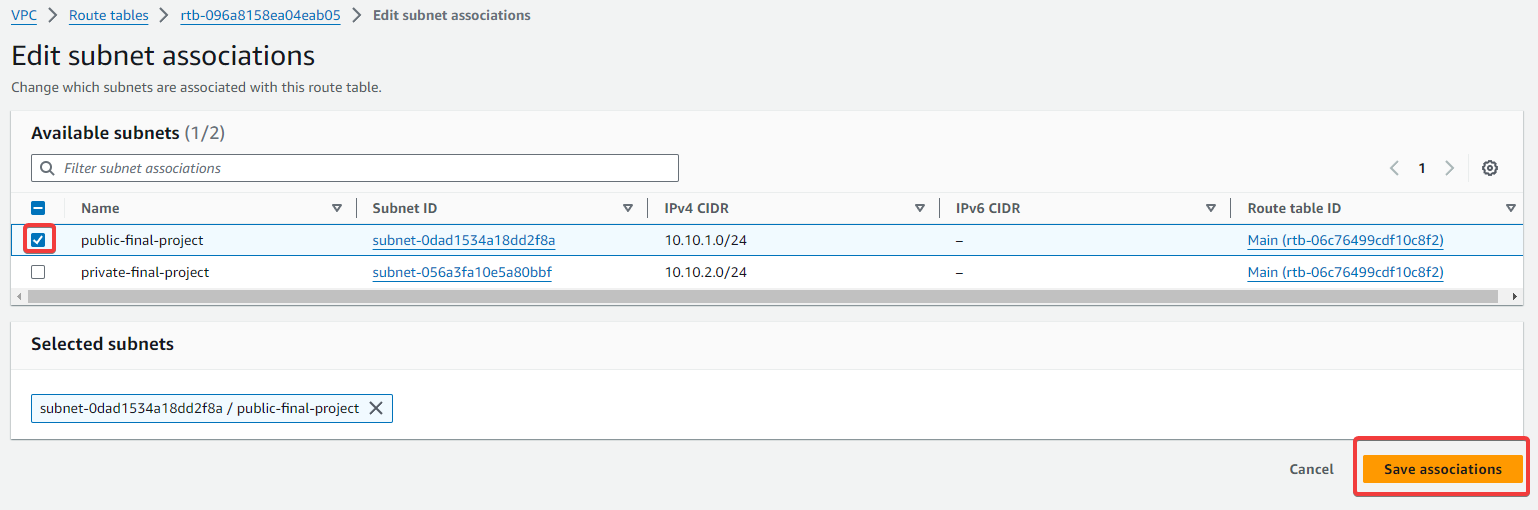 VPC > Route tables > rtb-096a8158ea04eab05 > Edit subnet associations
Edit subnet associations
Change which subnets are associated with this route table.
Available subnets (1/2)
Filter subnet associations
1
Name Subnet ID IPv4 CIDR IPv6 CIDR Route table ID
public-final-project subnet-0dad1534a18dd2f8a 10.10.1.0/24 – Main (rtb-06c76499cdf10c8f2)
private-final-project subnet-056a3fa10e5a80bbf 10.10.2.0/24 – Main (rtb-06c76499cdf10c8f2)
Selected subnets
subnet-0dad1534a18dd2f8a / public-final-project
Cancel Save associations